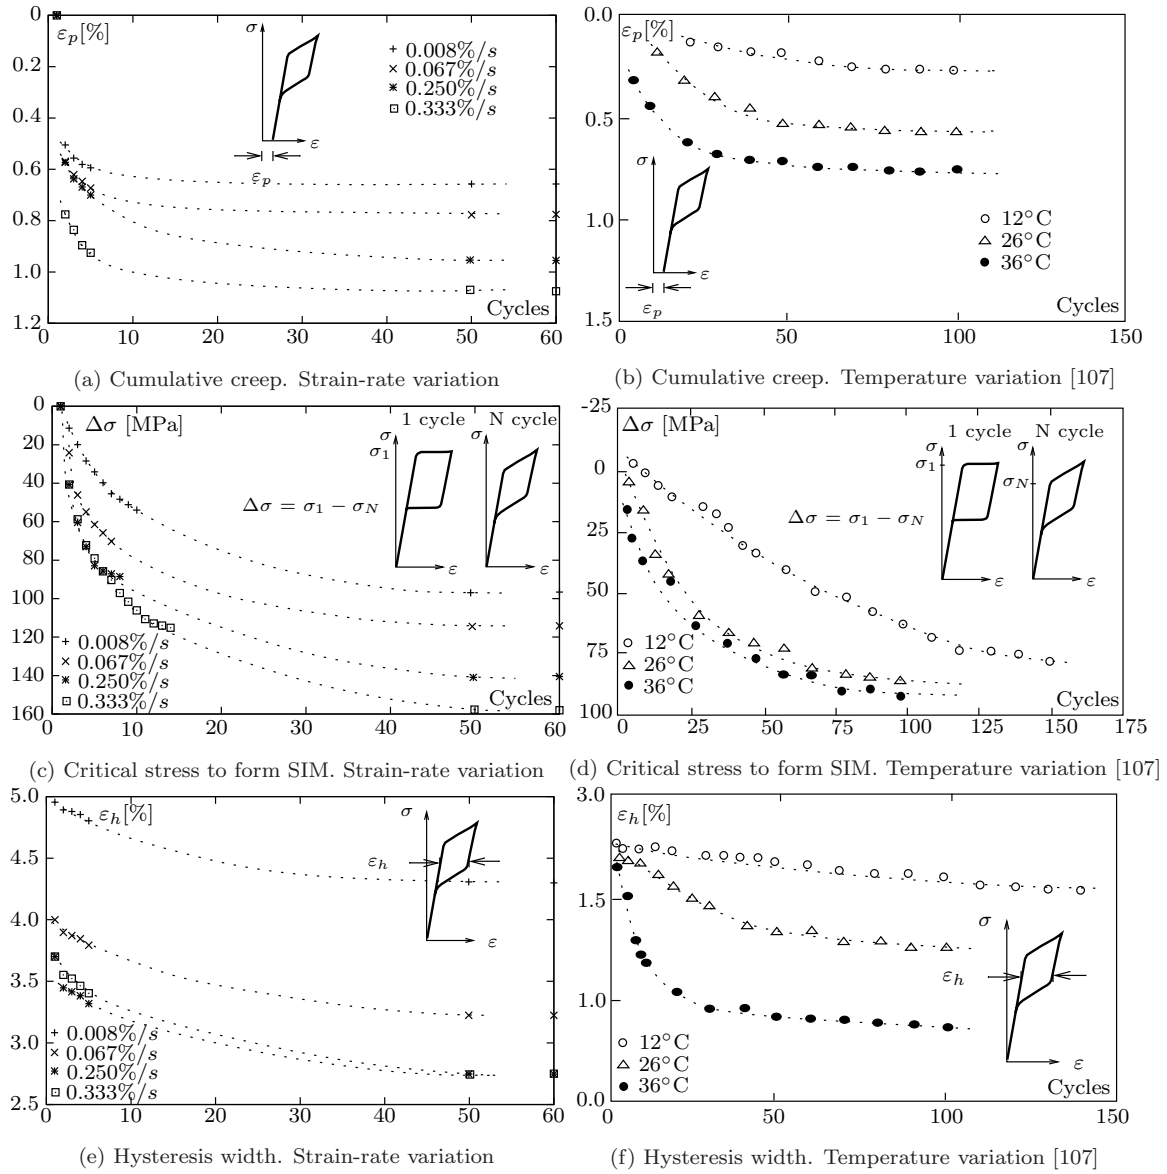 0
0.2
0.4
0.6
0.8
1.0
1.2
εp[%]
σ
ε
εp
+ 0.008%/s
× 0.067%/s
∗ 0.250%/s
⊡ 0.333%/s
Cycles
0 10 20 30 40 50 60
(a) Cumulative creep. Strain-rate variation
0.0
0.5
1.0
1.5
εp[%]
σ
ε
εp
○ 12°C
△ 26°C
● 36°C
Cycles
0 50 100 150
(b) Cumulative creep. Temperature variation [107]
0
20
40
60
80
100
120
140
160
Δσ [MPa]
1 cycle N cycle
σ σ
σ1
Δσ = σ1 − σN
ε ε
+ 0.008%/s
× 0.067%/s
∗ 0.250%/s
⊡ 0.333%/s
Cycles
0 10 20 30 40 50 60
(c) Critical stress to form SIM. Strain-rate variation
-25
0
25
50
75
100
Δσ [MPa]
1 cycle N cycle
σ σ
σ1 σN
Δσ = σ1 − σN
ε ε
○ 12°C
△ 26°C
● 36°C
Cycles
0 25 50 75 100 125 150 175
(d) Critical stress to form SIM. Temperature variation [107]
5.0
4.5
4.0
3.5
3.0
2.5
εh[%]
σ
εh
ε
+ 0.008%/s
× 0.067%/s
∗ 0.250%/s
⊡ 0.333%/s
0 10 20 30 40 50 60
(e) Hysteresis width. Strain-rate variation
3.0
1.5
1.0
0.0
εh[%]
σ
εh
ε
○ 12°C
△ 26°C
● 36°C
Cycles
0 50 100 150
(f) Hysteresis width. Temperature variation [107]